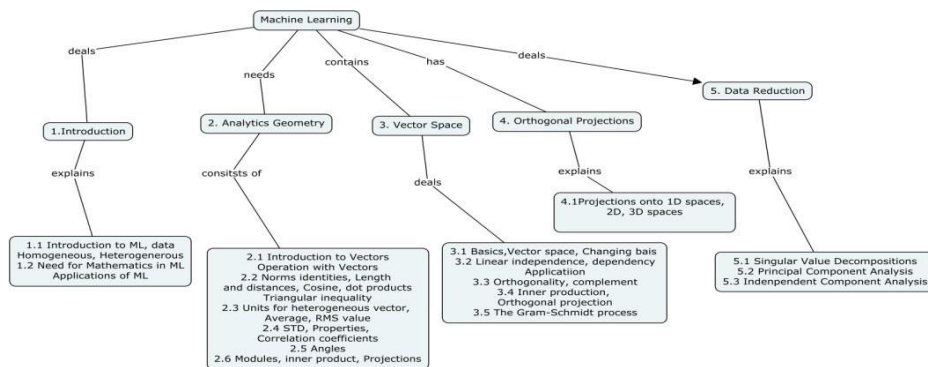 Machine Learning
deals
needs
contains
has
deals
1.Introduction
2. Analytics Geometry
3. Vector Space
4. Orthogonal Projections
5. Data Reduction
explains
consitsts of
deals
explains
explains
1.1 Introduction to ML, data
Homogeneous, Heterogenerous
1.2 Need for Mathematics in ML
Applications of ML
2.1 Introduction to Vectors
Operation with Vectors
2.2 Norms identities, Length
and distances, Cosine, dot products
Triangular inequality
2.3 Units for heterogeneous vector,
Average, RMS value
2.4 STD, Properties,
Correlation coefficients
2.5 Angles
2.6 Modules, inner product, Projections
3.1 Basics,Vector space, Changing bais
3.2 Linear independence, dependency
Applicatiion
3.3 Orthogonality, complement
3.4 Inner production,
Orthogonal projection
3.5 The Gram-Schmidt process
4.1Projections onto 1D spaces,
2D, 3D spaces
5.1 Singular Value Decompositions
5.2 Principal Component Analysis
5.3 Indenpendent Component Analysis